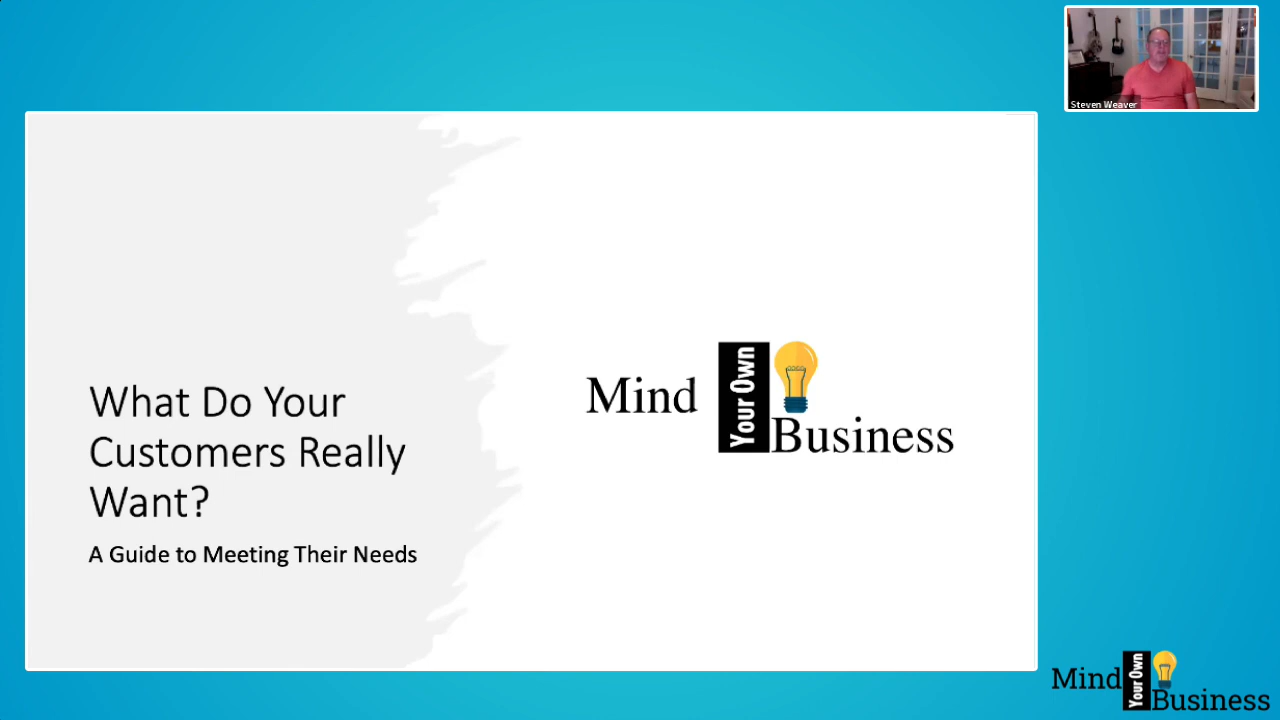 Steven Weaver
What Do Your
Customers Really
Want?
A Guide to Meeting Their Needs
Mind
Your Own
Business
Mind
Your Own
Business